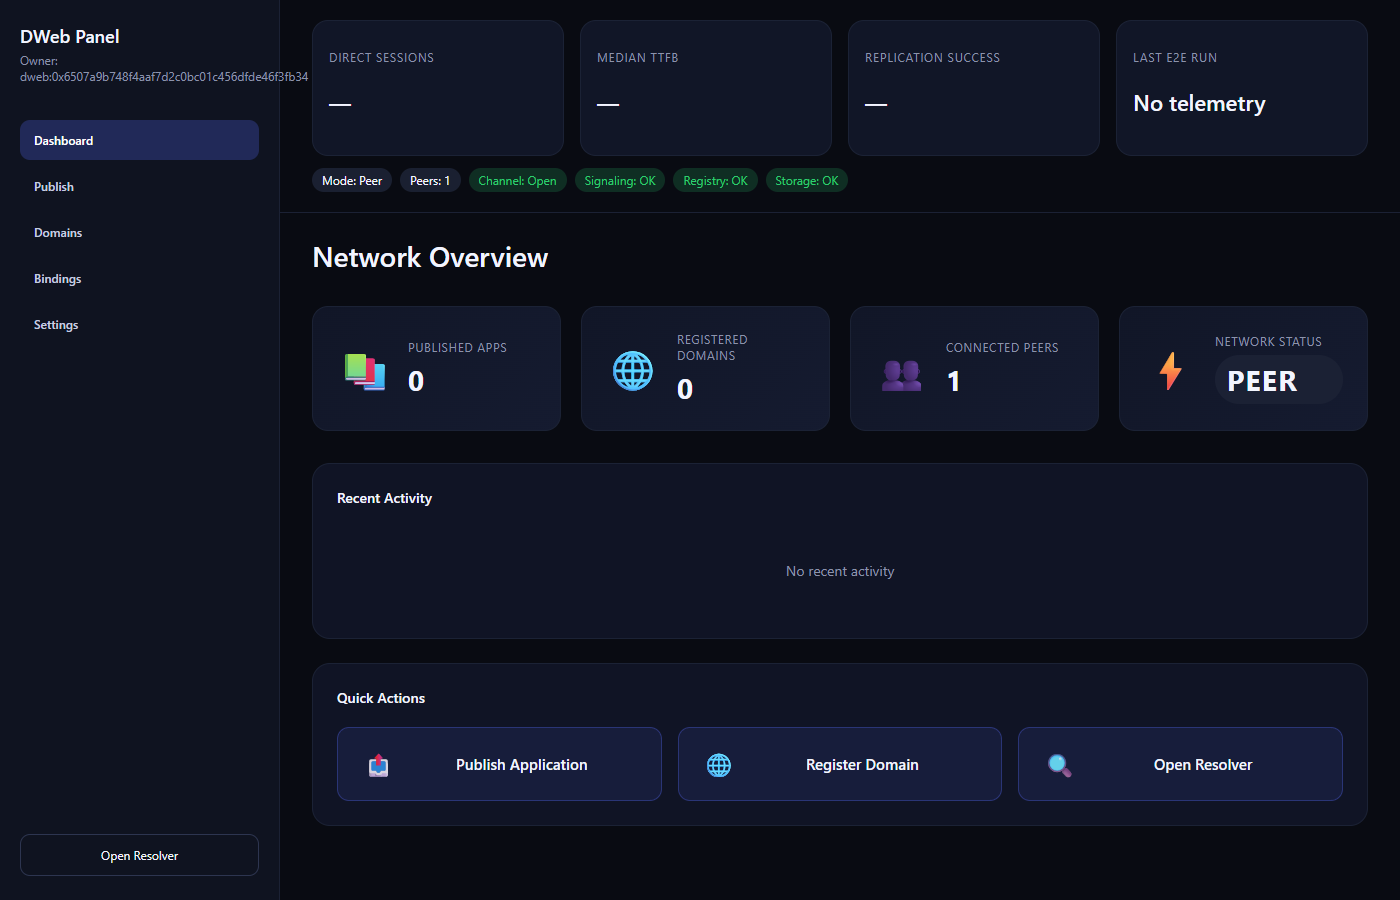 DWeb Panel
Owner:
dweb:0x6507a9b748f4aaf7d2c0bc01c456dfde46f3fb34
Dashboard
Publish
Domains
Bindings
Settings
Open Resolver
DIRECT SESSIONS
—
MEDIAN TTFB
—
REPLICATION SUCCESS
—
LAST E2E RUN
No telemetry
Mode: Peer
Peers: 1
Channel: Open
Signaling: OK
Registry: OK
Storage: OK
Network Overview
PUBLISHED APPS
0
REGISTERED
DOMAINS
0
CONNECTED PEERS
1
NETWORK STATUS
PEER
Recent Activity
No recent activity
Quick Actions
Publish Application
Register Domain
Open Resolver